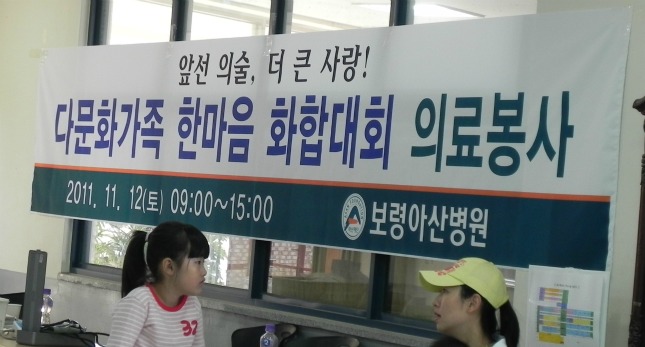 앞선 의술, 더 큰 사랑!
다문화가족 한마음 화합대회 의료봉사
2011. 11. 12(토) 09:00~15:00
보령아산병원